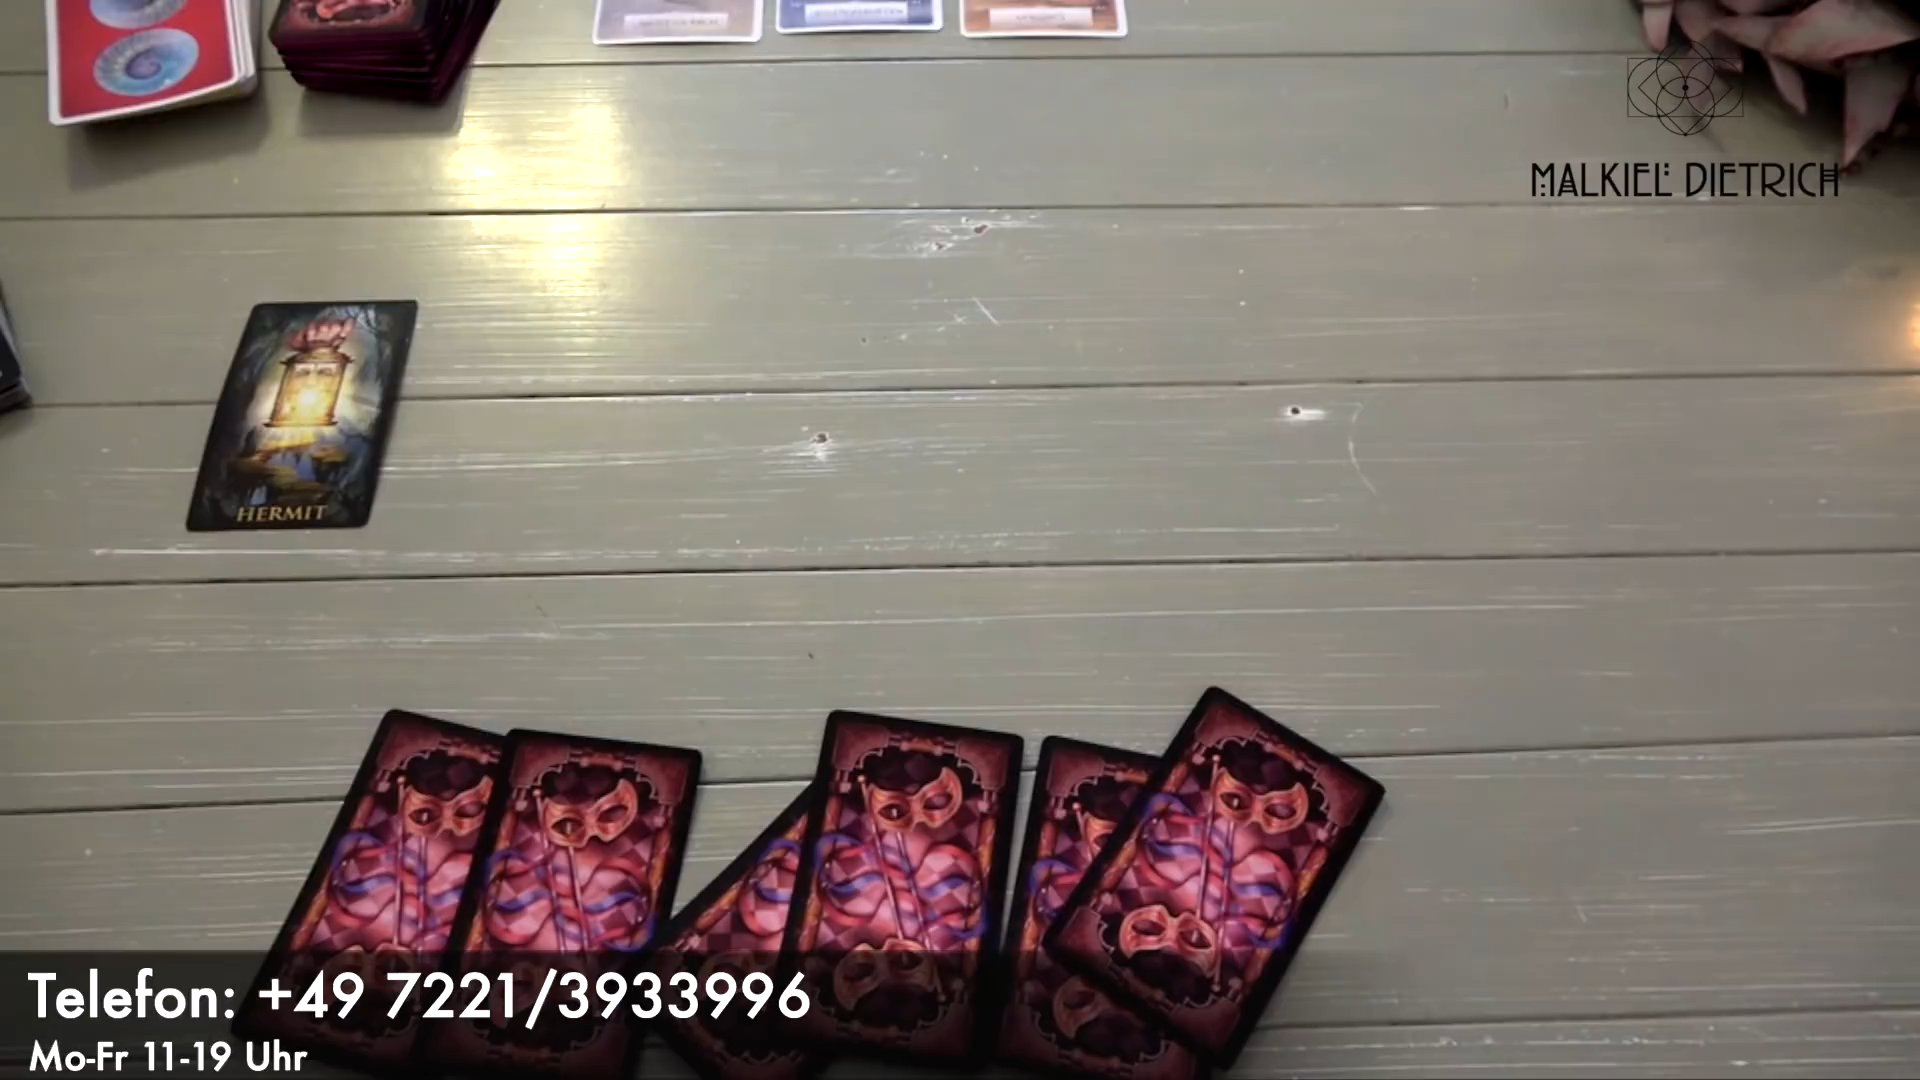 MALKIEL DIETRICH
HERMIT
Telefon: +49 7221/3933996
Mo-Fr 11-19 Uhr